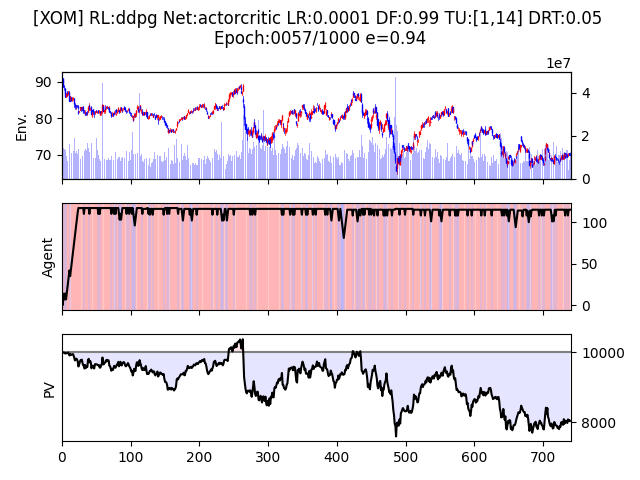 [XOM] RL:ddpg Net:actorcritic LR:0.0001 DF:0.99 TU:[1,14] DRT:0.05
Epoch:0057/1000 e=0.94
1e7
90
80
70
Env.
4
2
0
Agent
100
50
0
PV
10000
8000
0 100 200 300 400 500 600 700